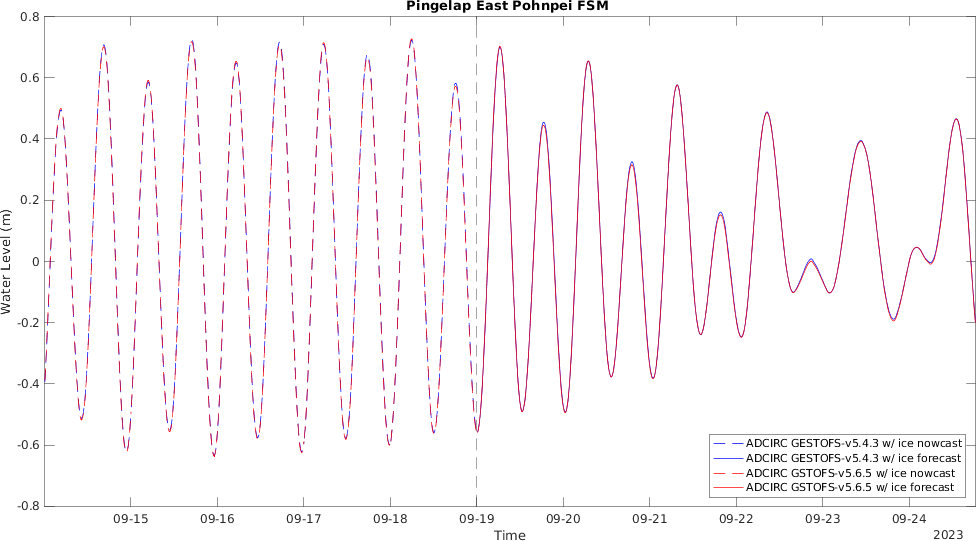 Pingelap East Pohnpei FSM
0.8
0.6
0.4
0.2
0
-0.2
-0.4
-0.6
-0.8
Water Level (m)
ADCIRC GESTOFS-v5.4.3 w/ ice nowcast
ADCIRC GSTOFS-v5.4.3 w/ ice forecast
ADCIRC GSTOFS-v5.6.5 w/ ice nowcast
ADCIRC GSTOFS-v5.6.5 w/ ice forecast
09-15 09-16 09-17 09-18 09-19 09-20 09-21 09-22 09-23 09-24
Time
2023